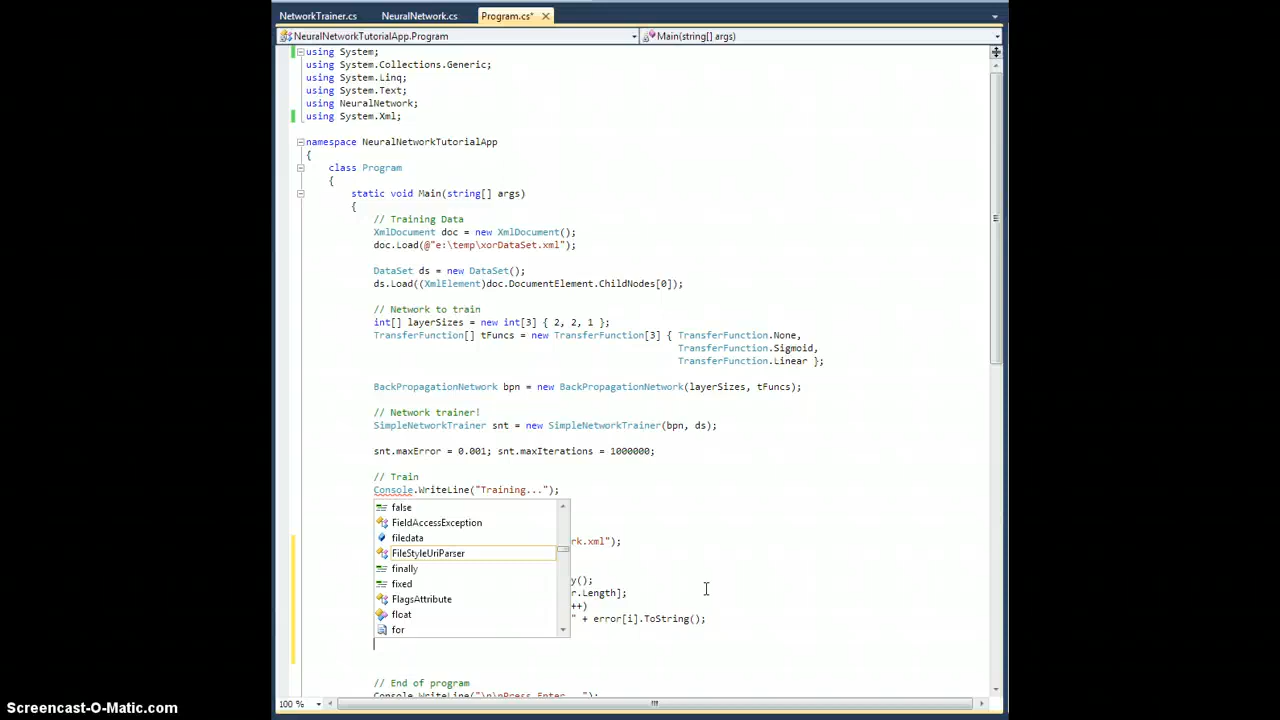 NetworkTrainer.cs NeuralNetwork.cs Program.cs*
NeuralNetworkTutorialApp.Program Main(string[] args)
using System;
using System.Collections.Generic;
using System.Linq;
using System.Text;
using NeuralNetwork;
using System.Xml;
namespace NeuralNetworkTutorialApp
{
class Program
{
static void Main(string[] args)
{
// Training Data
XmlDocument doc = new XmlDocument();
doc.Load(@"e:\temp\xorDataSet.xml");
DataSet ds = new DataSet();
ds.Load((XmlElement)doc.DocumentElement.ChildNodes[0]);
// Network to train
int[] layerSizes = new int[3] { 2, 2, 1 };
TransferFunction[] tFuncs = new TransferFunction[3] { TransferFunction.None,
TransferFunction.Sigmoid,
TransferFunction.Linear };
BackPropagationNetwork bpn = new BackPropagationNetwork(layerSizes, tFuncs);
// Network trainer!
SimpleNetworkTrainer snt = new SimpleNetworkTrainer(bpn, ds);
snt.maxError = 0.001; snt.maxIterations = 1000000;
// Train
Console.WriteLine("Training...");
false
FieldAccessException
filedata
rk.xml");
FileStyleUriParser
finally
y();
fixed
r.Length];
FlagsAttribute
++)
float
" + error[i].ToString();
for
// End of program
Console.WriteLine("\n\nPress Enter...");
100 %
Screencast-O-Matic.com